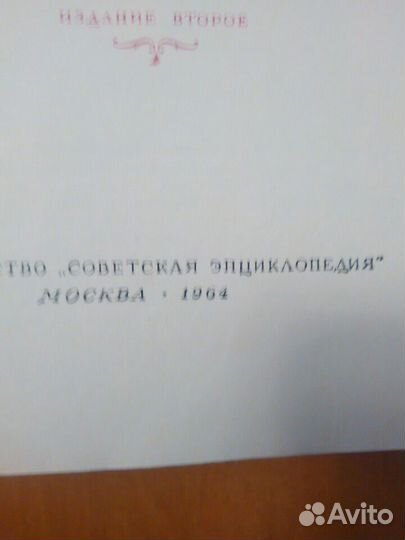 ИЗДАНИЕ ВТОРОЕ
СТВО „СОВЕТСКАЯ ЭНЦИКЛОПЕДИЯ"
МОСКВА · 1964
Avito